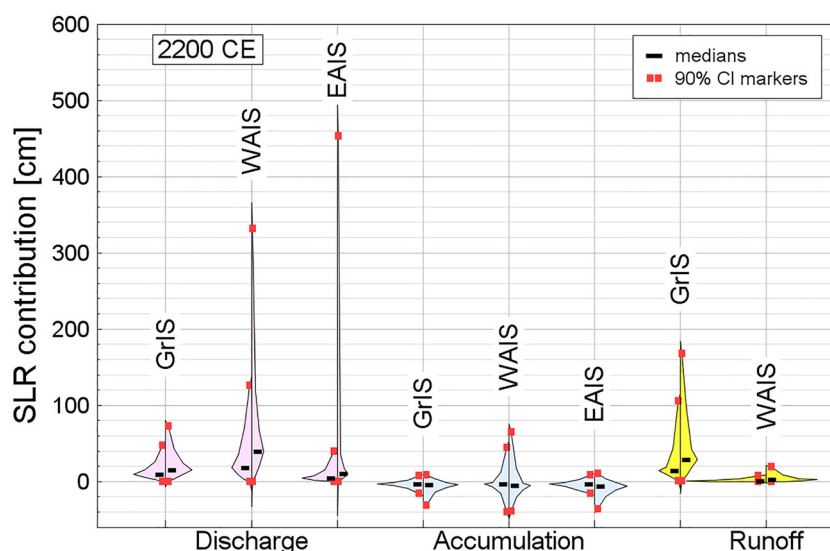 600
500
400
300
200
100
0
SLR contribution [cm]
2200 CE
medians
90% CI markers
GrIS
WAIS
EAIS
GrIS
WAIS
EAIS
GrIS
WAIS
Discharge
Accumulation
Runoff